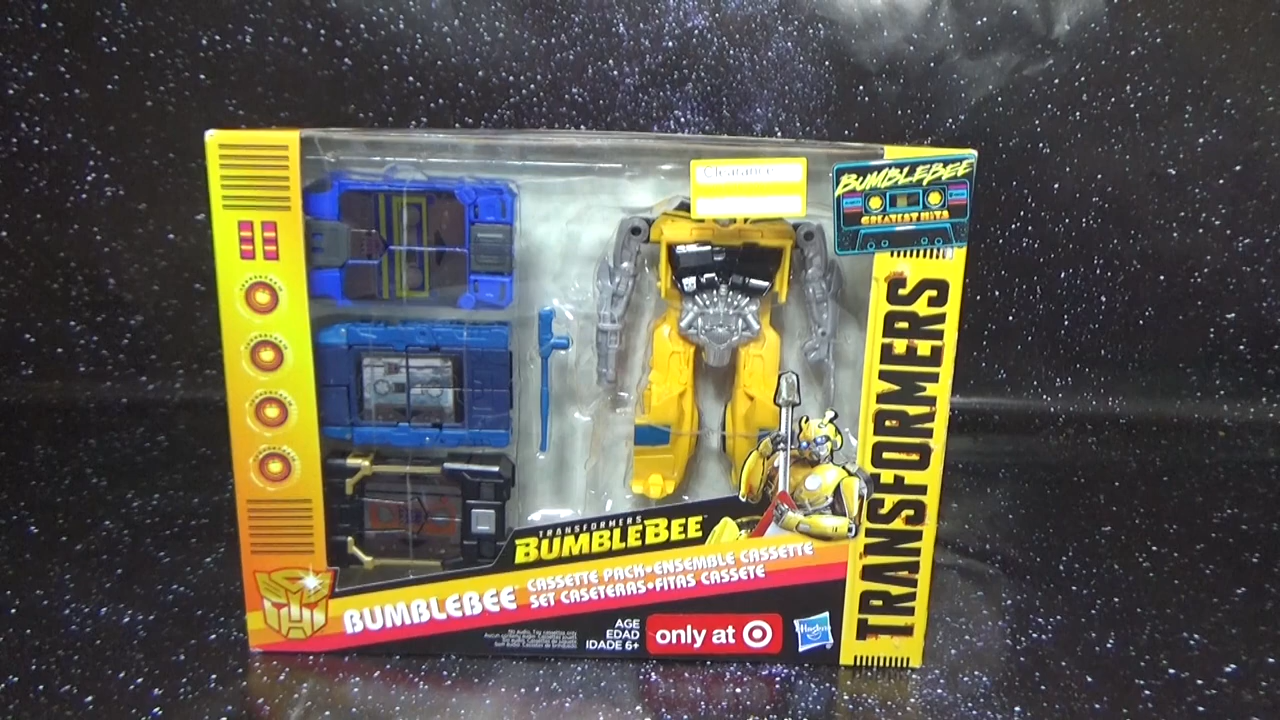 Clearance
BUMBLEBEE
GREATEST HITS
TRANSFORMERS
TRANSFORMERS
BUMBLEBEE
BUMBLEBEE CASSETTE PACK•ENSEMBLE CASSETTE
SET CASETERAS•FITAS CASSETE
AGE
EDAD
IDADE 6+
only at
Hasbro